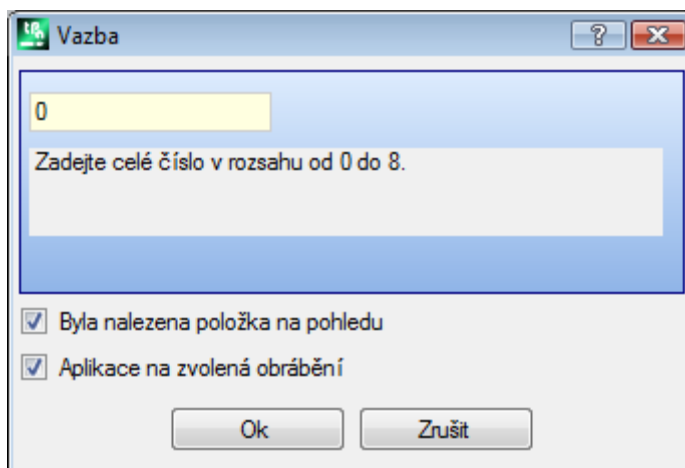 Vazba
0
Zadejte celé číslo v rozsahu od 0 do 8.
Byla nalezena položka na pohledu
Aplikace na zvolená obrábění
Ok
Zrušit